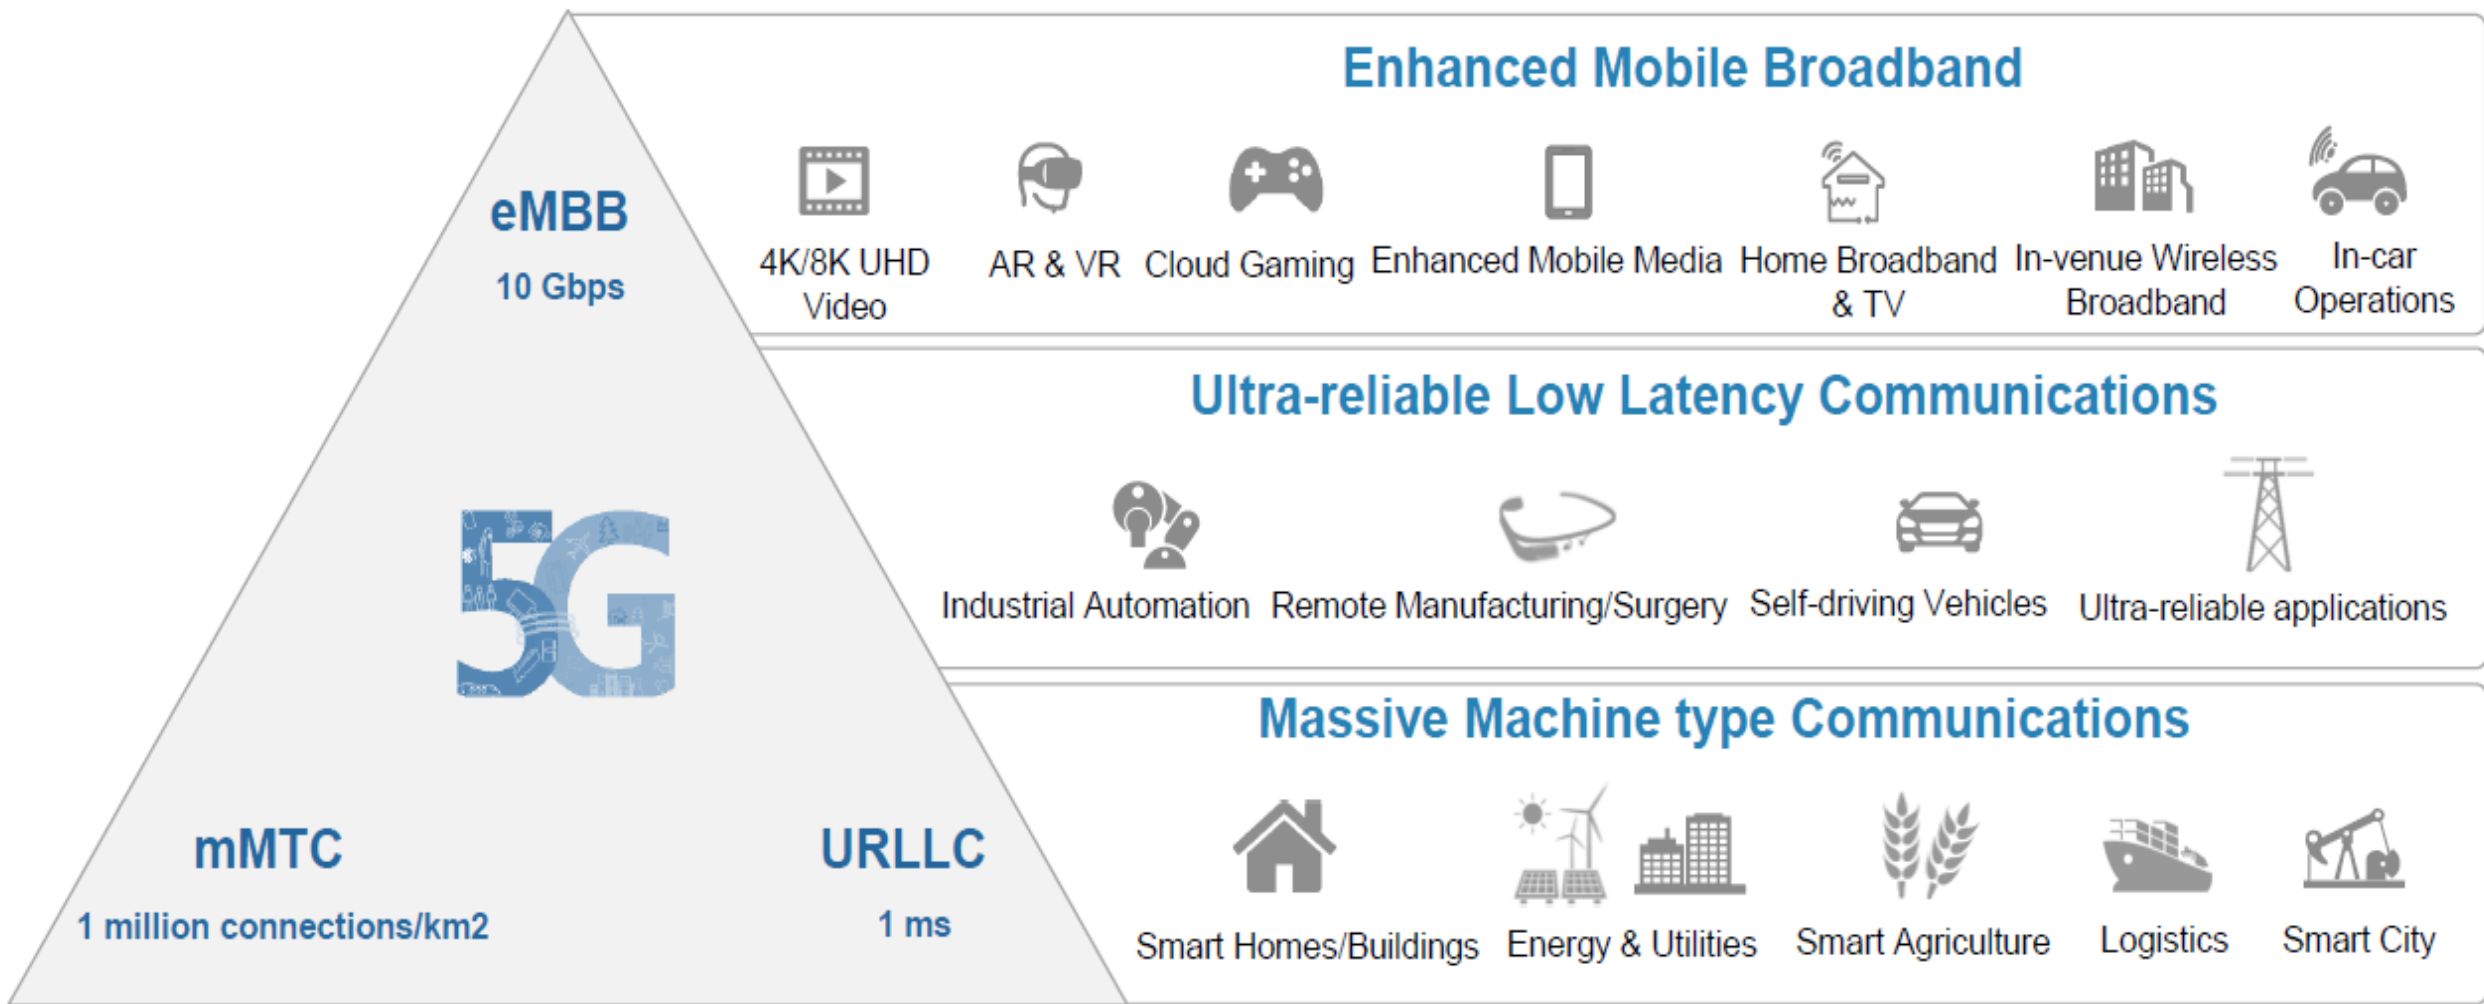 eMBB
10 Gbps
5G
mMTC
1 million connections/km2
URLLC
1 ms
Enhanced Mobile Broadband
4K/8K UHD
Video
AR & VR
Cloud Gaming
Enhanced Mobile Media
Home Broadband
& TV
In-venue Wireless
Broadband
In-car
Operations
Ultra-reliable Low Latency Communications
Industrial Automation
Remote Manufacturing/Surgery
Self-driving Vehicles
Ultra-reliable applications
Massive Machine type Communications
Smart Homes/Buildings
Energy & Utilities
Smart Agriculture
Logistics
Smart City